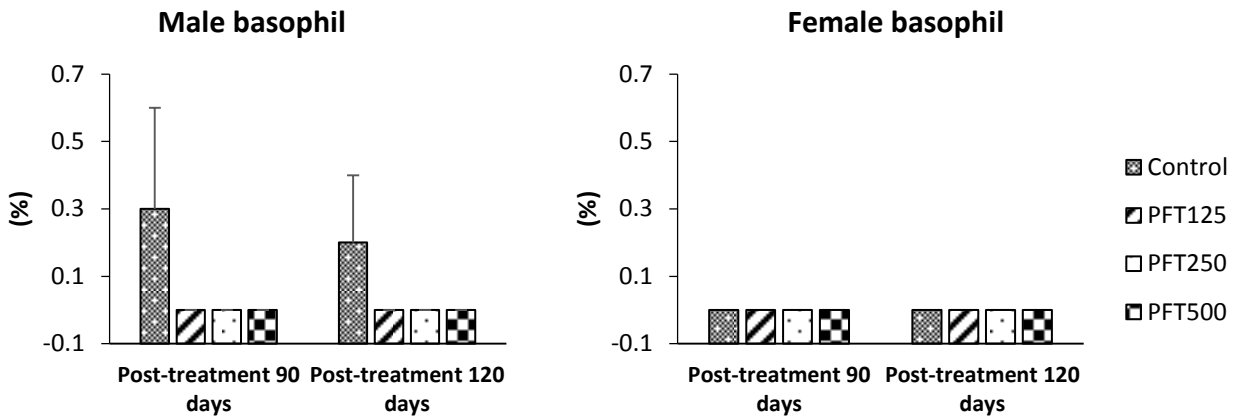 Male basophil
0.7
0.5
0.3
0.1
-0.1
(%)
Post-treatment 90 days
Post-treatment 120 days
Female basophil
0.7
0.5
0.3
0.1
-0.1
(%)
Post-treatment 90 days
Post-treatment 120 days
Control
PFT125
PFT250
PFT500